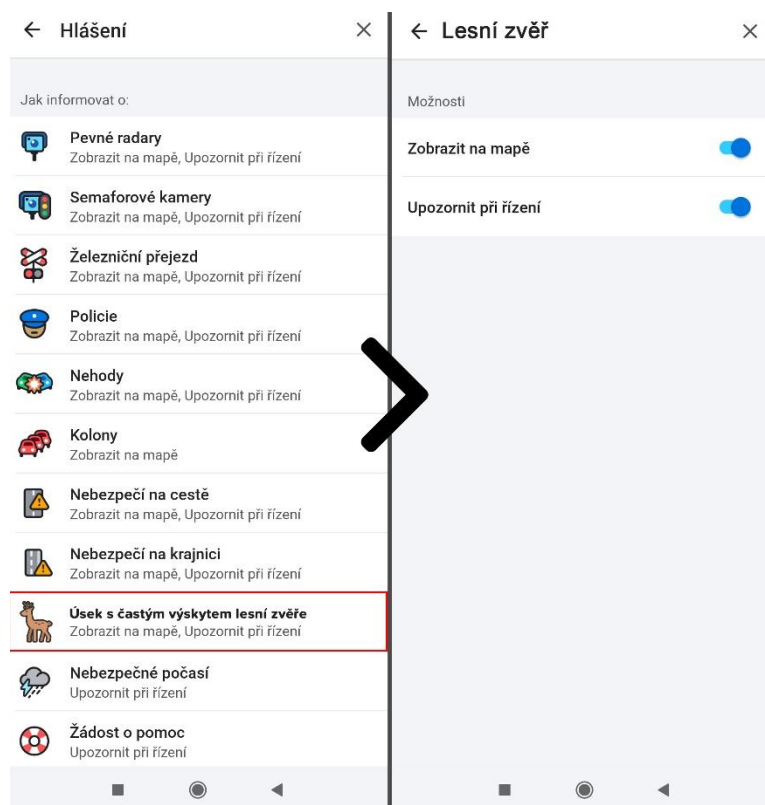 Hlášení
Jak informovat o:
Pevné radary
Zobrazit na mapě, Upozornit při řízení
Semaforové kamery
Zobrazit na mapě, Upozornit při řízení
Železniční přejezd
Zobrazit na mapě, Upozornit při řízení
Policie
Zobrazit na mapě, Upozornit při řízení
Nehody
Zobrazit na mapě, Upozornit při řízení
Kolony
Zobrazit na mapě
Nebezpečí na cestě
Zobrazit na mapě, Upozornit při řízení
Nebezpečí na krajnici
Zobrazit na mapě, Upozornit při řízení
Úsek s častým výskytem lesní zvěře
Zobrazit na mapě, Upozornit při řízení
Nebezpečné počasí
Upozornit při řízení
Žádost o pomoc
Upozornit při řízení
Lesní zvěř
Možnosti
Zobrazit na mapě
Upozornit při řízení